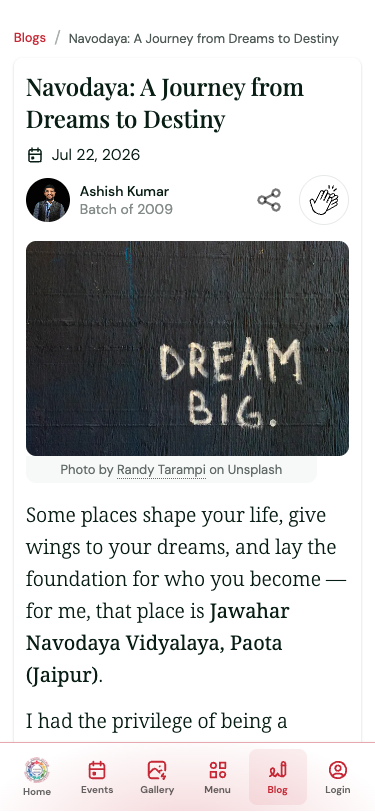 Blogs / Navodaya: A Journey from Dreams to Destiny
Navodaya: A Journey from
Dreams to Destiny
Jul 22, 2026
Ashish Kumar
Batch of 2009
DREAM
BIG.
Photo by Randy Tarampi on Unsplash
Some places shape your life, give
wings to your dreams, and lay the
foundation for who you become —
for me, that place is Jawahar
Navodaya Vidyalaya, Paota
(Jaipur).
I had the privilege of being a
Home Events Gallery Menu Blog Login